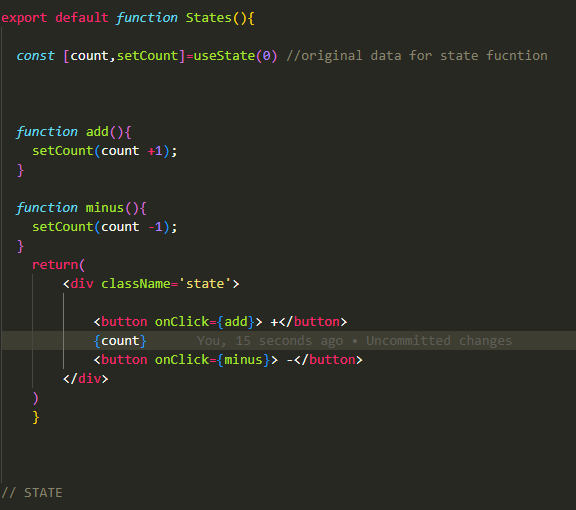 export default function States(){
const [count,setCount]=useState(0) //original data for state fucntion
function add(){
setCount(count +1);
}
function minus(){
setCount(count -1);
}
return(
<div className='state'>
<button onClick={add}> +</button>
{count} You, 15 seconds ago • Uncommitted changes
<button onClick={minus}> -</button>
</div>
)
}
// STATE